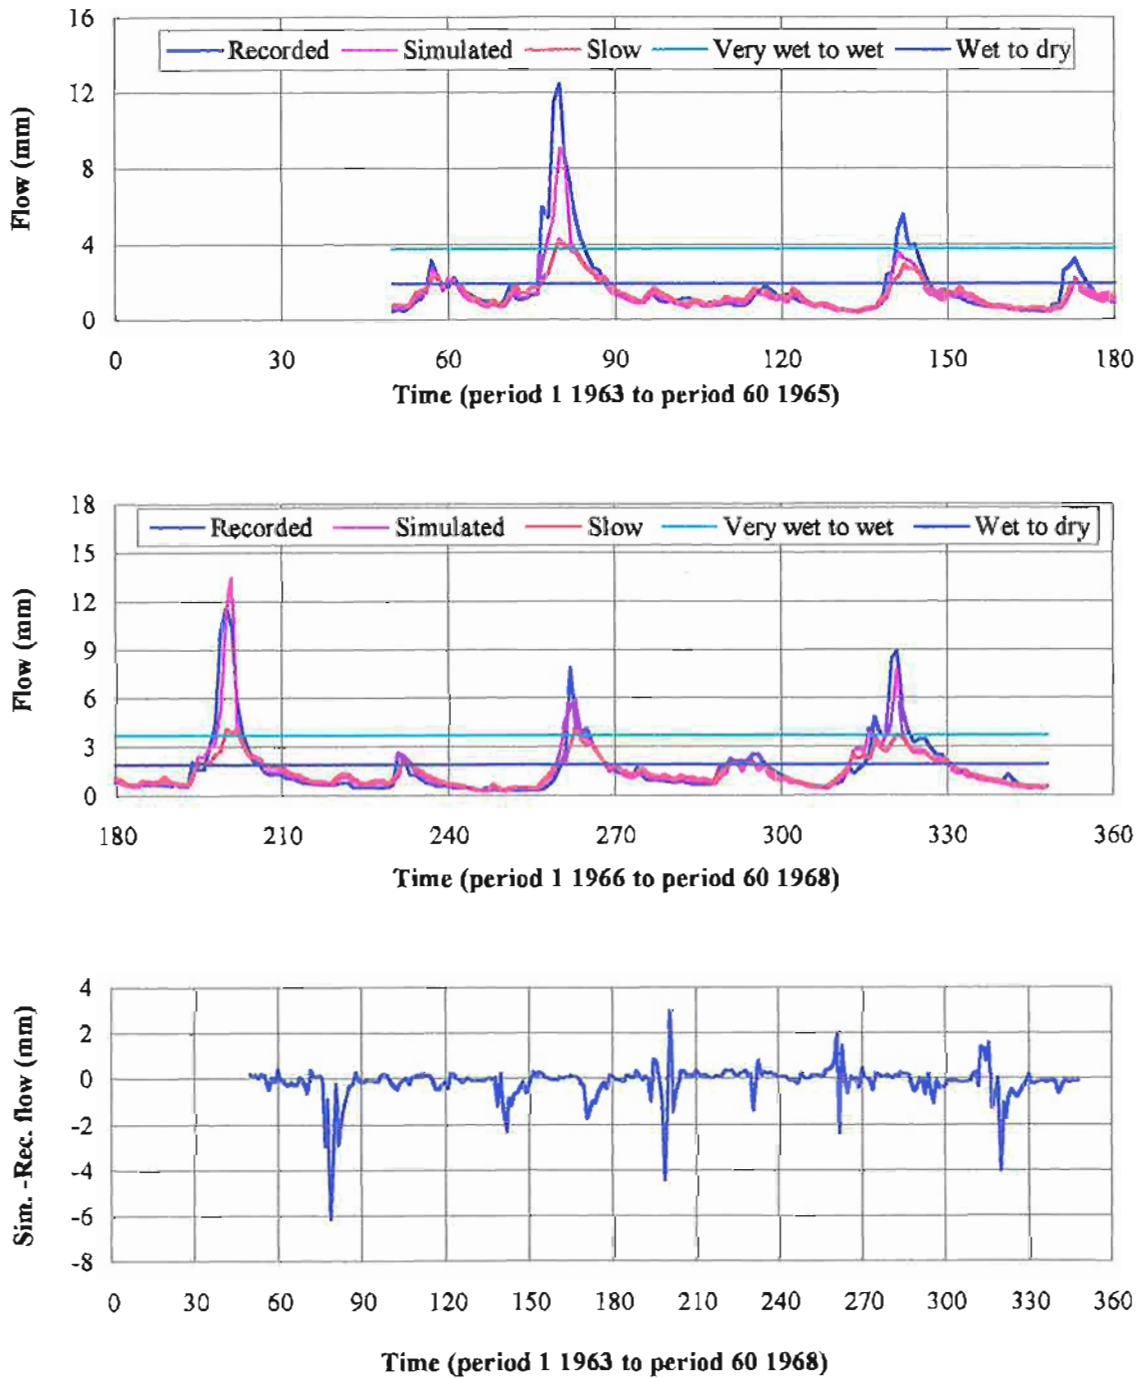 16
Recorded Simulated Slow Very wet to wet Wet to dry
12
8
4
0
Flow (mm)
0 30 60 90 120 150 180
Time (period 1 1963 to period 60 1965)
18
Recorded Simulated Slow Very wet to wet Wet to dry
15
12
9
6
3
0
Flow (mm)
180 210 240 270 300 330 360
Time (period 1 1966 to period 60 1968)
4
2
0
-2
-4
-6
-8
Sim. -Rec. flow (mm)
0 30 60 90 120 150 180 210 240 270 300 330 360
Time (period 1 1963 to period 60 1968)